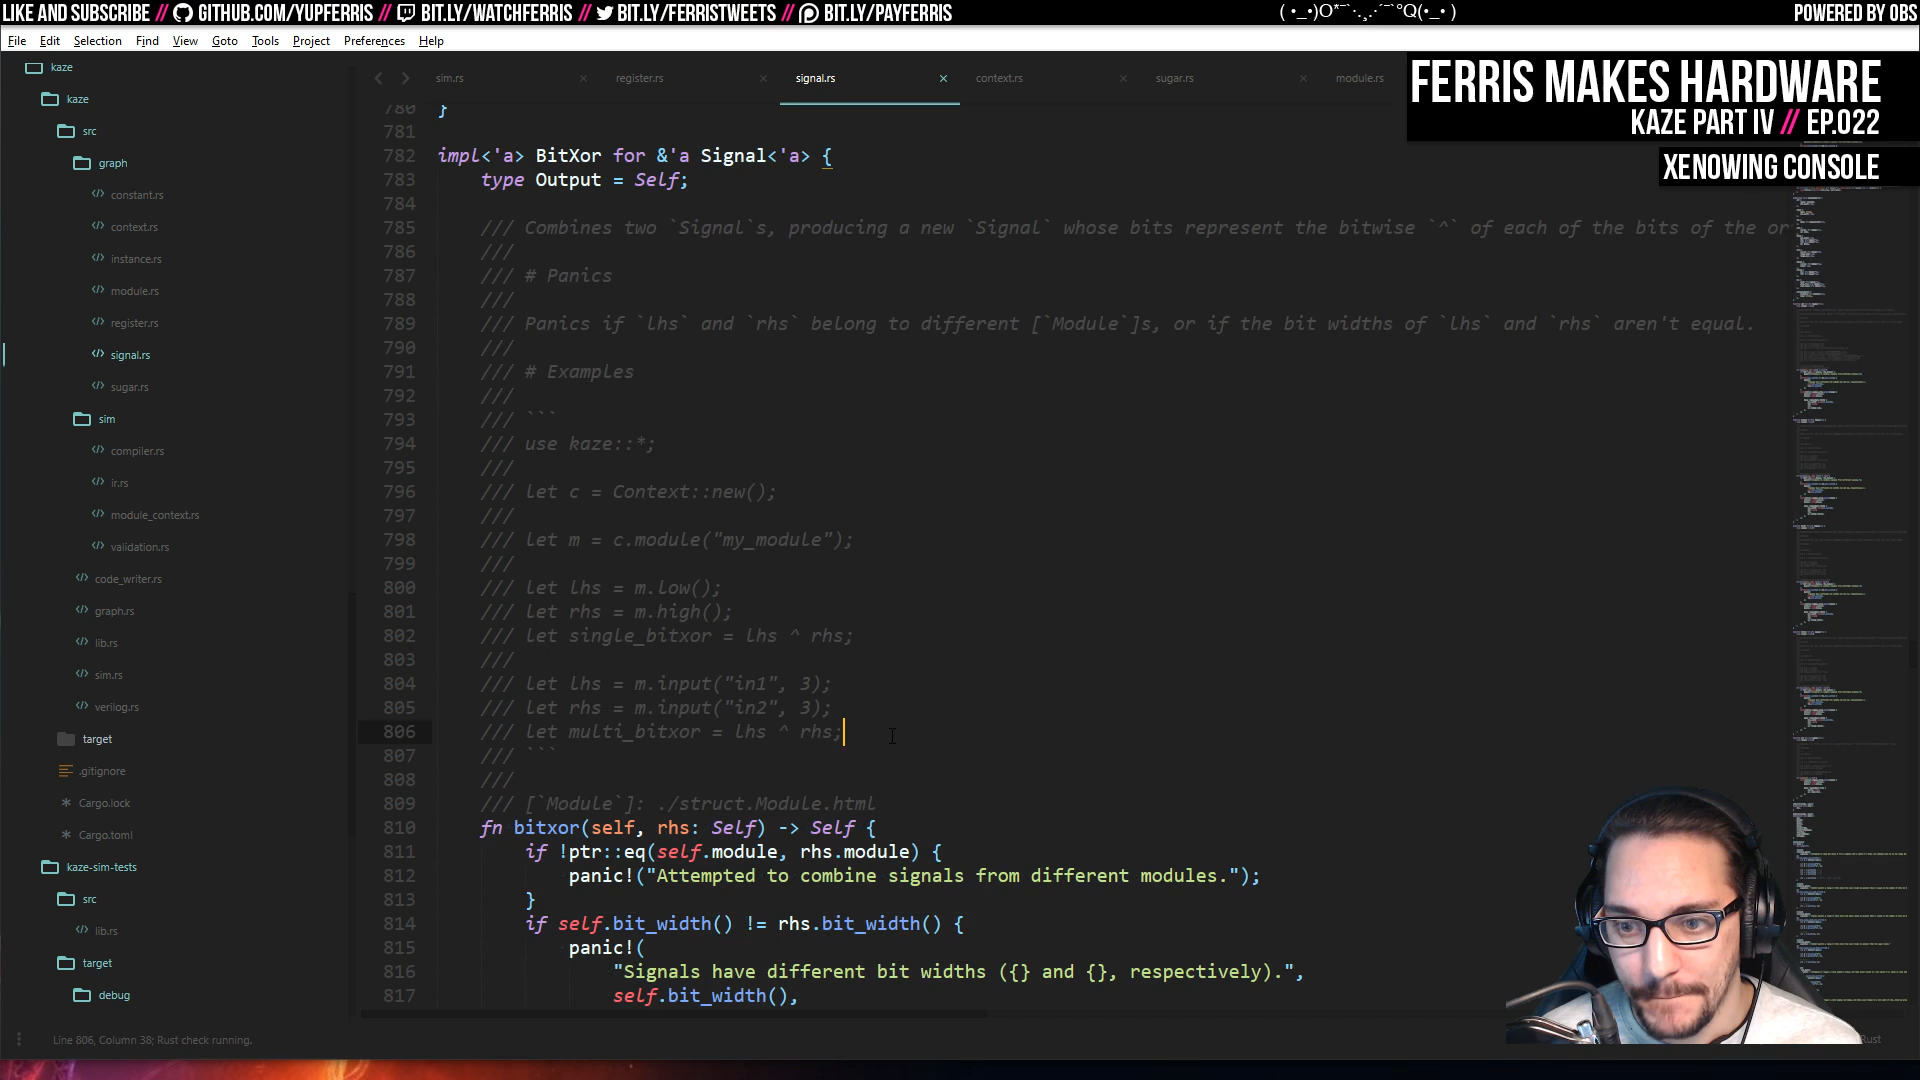 LIKE AND SUBSCRIBE // GITHUB.COM/YUPFERRIS // BIT.LY/WATCHFERRIS // BIT.LY/FERRISTWEETS // BIT.LY/PAYFERRIS
POWERED BY OBS
File Edit Selection Find View Goto Tools Project Preferences Help
FERRIS MAKES HARDWARE
KAZE PART IV // EP.022
XENOWING CONSOLE
kaze
kaze
src
graph
constant.rs
context.rs
instance.rs
module.rs
register.rs
signal.rs
sugar.rs
sim
compiler.rs
ir.rs
module_context.rs
validation.rs
code_writer.rs
graph.rs
lib.rs
sim.rs
verilog.rs
target
.gitignore
Cargo.lock
Cargo.toml
kaze-sim-tests
src
lib.rs
target
debug
sim.rs register.rs signal.rs context.rs sugar.rs module.rs
780 }
781
782 impl<'a> BitXor for &'a Signal<'a> {
783 type Output = Self;
784
785 /// Combines two `Signal`s, producing a new `Signal` whose bits represent the bitwise `^` of each of the bits of the or
786 ///
787 /// # Panics
788 ///
789 /// Panics if `lhs` and `rhs` belong to different [`Module`]s, or if the bit widths of `lhs` and `rhs` aren't equal.
790 ///
791 /// # Examples
792 ///
793 /// ```
794 /// use kaze::*;
795 ///
796 /// let c = Context::new();
797 ///
798 /// let m = c.module("my_module");
799 ///
800 /// let lhs = m.low();
801 /// let rhs = m.high();
802 /// let single_bitxor = lhs ^ rhs;
803 ///
804 /// let lhs = m.input("in1", 3);
805 /// let rhs = m.input("in2", 3);
806 /// let multi_bitxor = lhs ^ rhs;
807 /// ```
808 ///
809 /// [`Module`]: ./struct.Module.html
810 fn bitxor(self, rhs: Self) -> Self {
811 if !ptr::eq(self.module, rhs.module) {
812 panic!("Attempted to combine signals from different modules.");
813 }
814 if self.bit_width() != rhs.bit_width() {
815 panic!(
816 "Signals have different bit widths ({} and {}, respectively).",
817 self.bit_width(),
Line 806, Column 38; Rust check running.
Rust